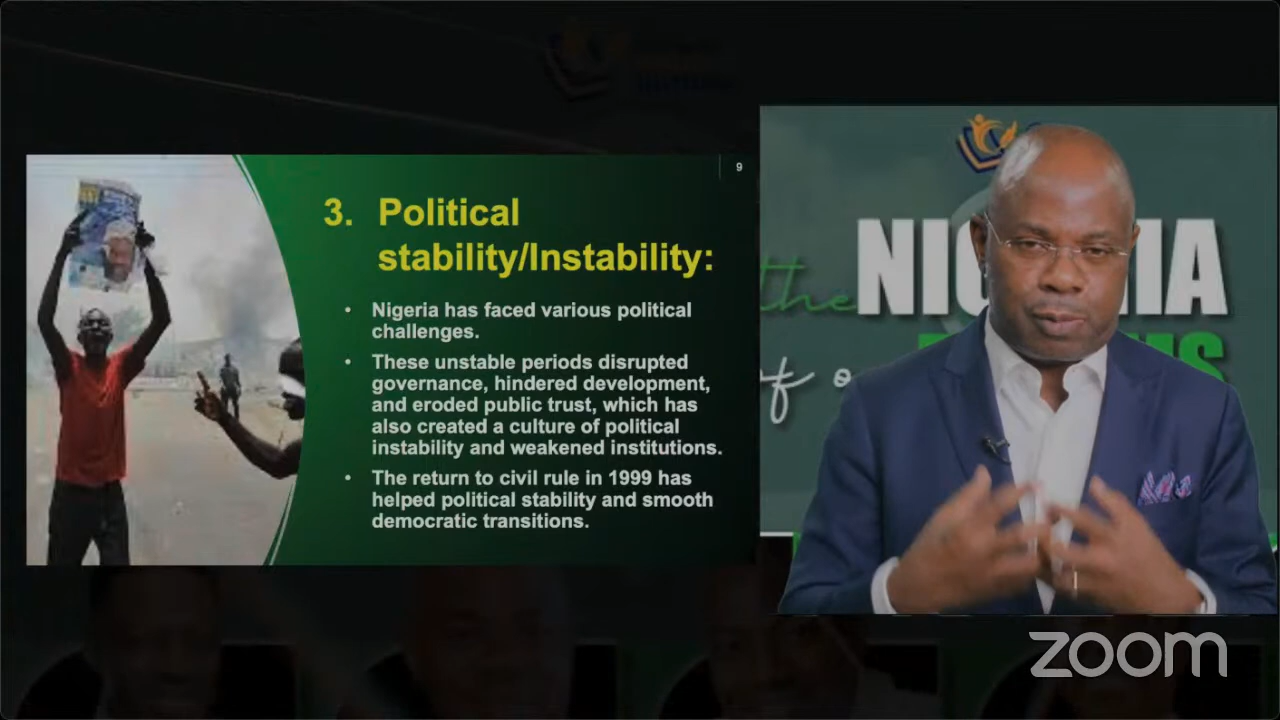 9
3. Political
stability/Instability:
• Nigeria has faced various political
challenges.
• These unstable periods disrupted
governance, hindered development,
and eroded public trust, which has
also created a culture of political
instability and weakened institutions.
• The return to civil rule in 1999 has
helped political stability and smooth
democratic transitions.
the
of
zoom